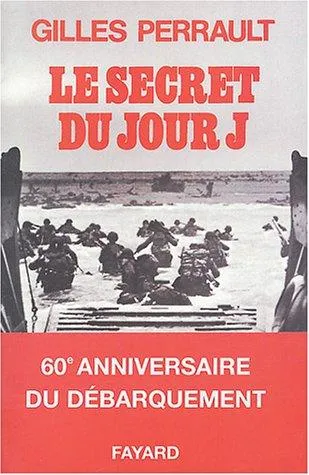 GILLES PERRAULT
LE SECRET
DU JOUR J
60e ANNIVERSAIRE
DU DÉBARQUEMENT
FAYARD